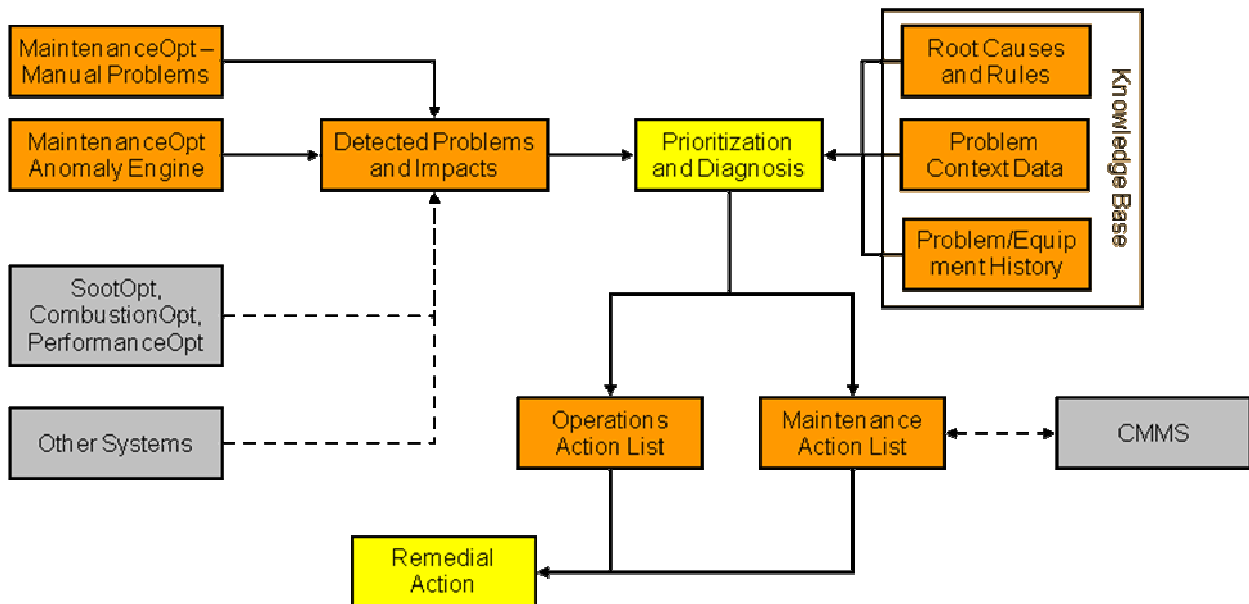 MaintenanceOpt –
Manual Problems
MaintenanceOpt
Anomaly Engine
Detected Problems
and Impacts
Prioritization
and Diagnosis
Root Causes
and Rules
Problem
Context Data
Problem/Equip
ment History
Knowledge Base
SootOpt,
CombustionOpt,
PerformanceOpt
Other Systems
Operations
Action List
Maintenance
Action List
CMMS
Remedial
Action